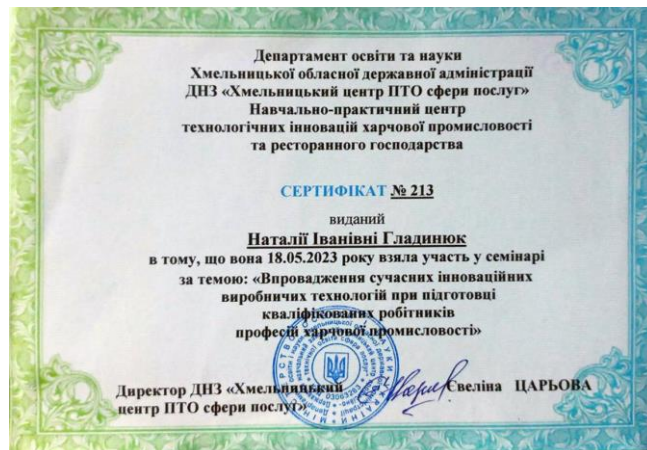 Департамент освіти та науки
Хмельницької обласної державної адміністрації
ДНЗ «Хмельницький центр ПТО сфери послуг»
Навчально-практичний центр
технологічних інновацій харчової промисловості
та ресторанного господарства
СЕРТИФІКАТ № 213
виданий
Наталії Іванівні Гладинюк
в тому, що вона 18.05.2023 року взяла участь у семінарі
за темою: «Впровадження сучасних інноваційних
виробничих технологій при підготовці
кваліфікованих робітників
професій харчової промисловості»
Директор ДНЗ «Хмельницький
центр ПТО сфери послуг»
Євеліна ЦАРЬОВА